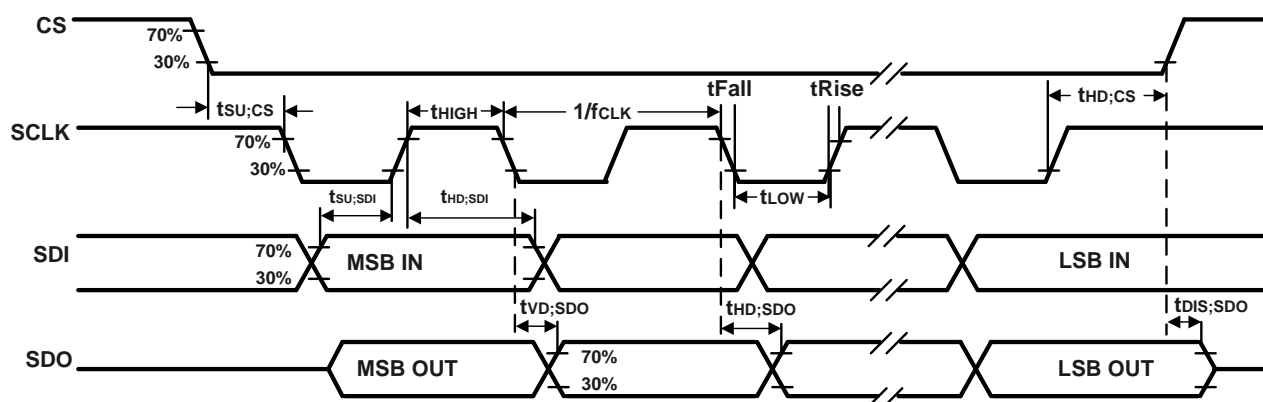 CS
70%
30%
tFall
tRise
tSU;CS
tHIGH
1/fCLK
tHD;CS
SCLK
70%
30%
tSU;SDI
tHD;SDI
tLOW
SDI
70%
30%
MSB IN
LSB IN
tVD;SDO
tHD;SDO
tDIS;SDO
SDO
MSB OUT
70%
30%
LSB OUT